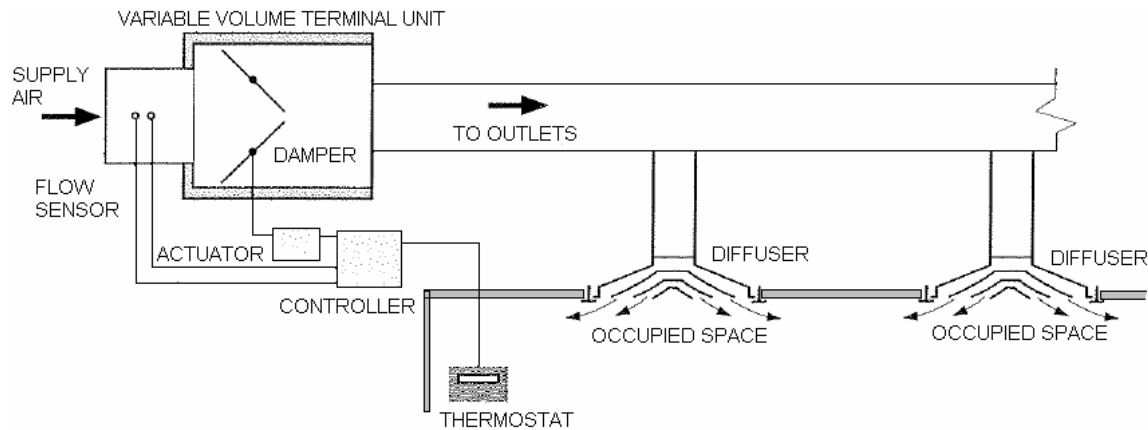 VARIABLE VOLUME TERMINAL UNIT
SUPPLY
AIR
TO OUTLETS
DAMPER
FLOW
SENSOR
ACTUATOR
CONTROLLER
DIFFUSER
DIFFUSER
OCCUPIED SPACE
OCCUPIED SPACE
THERMOSTAT